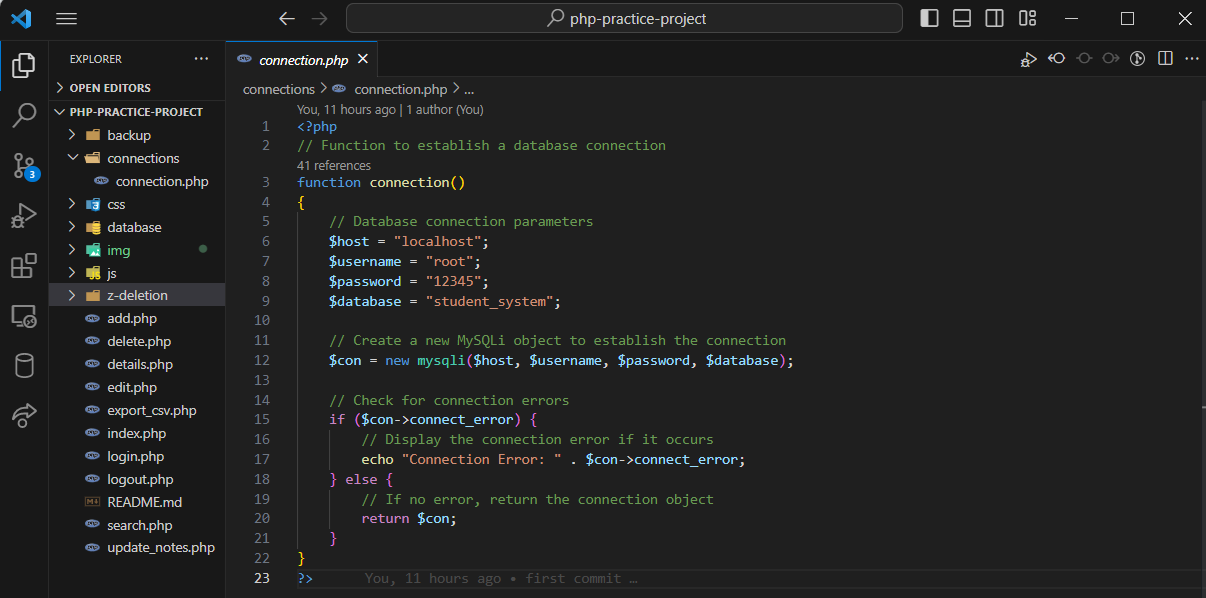 php-practice-project
EXPLORER
OPEN EDITORS
PHP-PRACTICE-PROJECT
backup
connections
connection.php
css
database
img
js
z-deletion
add.php
delete.php
details.php
edit.php
export_csv.php
index.php
login.php
logout.php
README.md
search.php
update_notes.php
3
connection.php
connections > connection.php > ...
You, 11 hours ago | 1 author (You)
1 <?php
2 // Function to establish a database connection
41 references
3 function connection()
4 {
5 // Database connection parameters
6 $host = "localhost";
7 $username = "root";
8 $password = "12345";
9 $database = "student_system";
10
11 // Create a new MySQLi object to establish the connection
12 $con = new mysqli($host, $username, $password, $database);
13
14 // Check for connection errors
15 if ($con->connect_error) {
16 // Display the connection error if it occurs
17 echo "Connection Error: " . $con->connect_error;
18 } else {
19 // If no error, return the connection object
20 return $con;
21 }
22 }
23 ?> You, 11 hours ago • first commit …